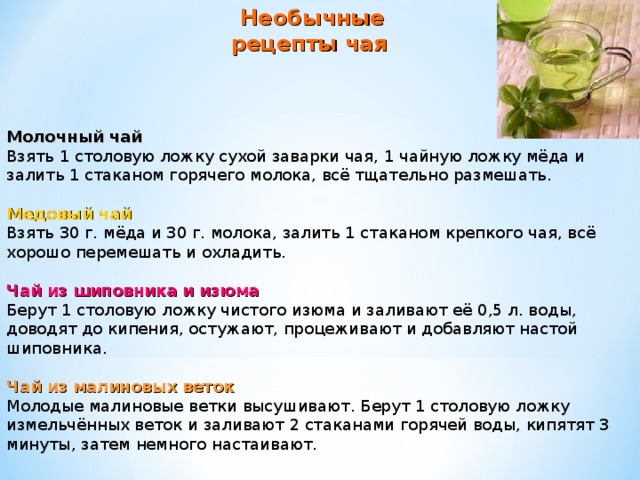 Необычные
рецепты чая
Молочный чай
Взять 1 столовую ложку сухой заварки чая, 1 чайную ложку мёда и
залить 1 стаканом горячего молока, всё тщательно размешать.
Медовый чай
Взять 30 г. мёда и 30 г. молока, залить 1 стаканом крепкого чая, всё
хорошо перемешать и охладить.
Чай из шиповника и изюма
Берут 1 столовую ложку чистого изюма и заливают её 0,5 л. воды,
доводят до кипения, остужают, процеживают и добавляют настой
шиповника.
Чай из малиновых веток
Молодые малиновые ветки высушивают. Берут 1 столовую ложку
измельчённых веток и заливают 2 стаканами горячей воды, кипятят 3
минуты, затем немного настаивают.